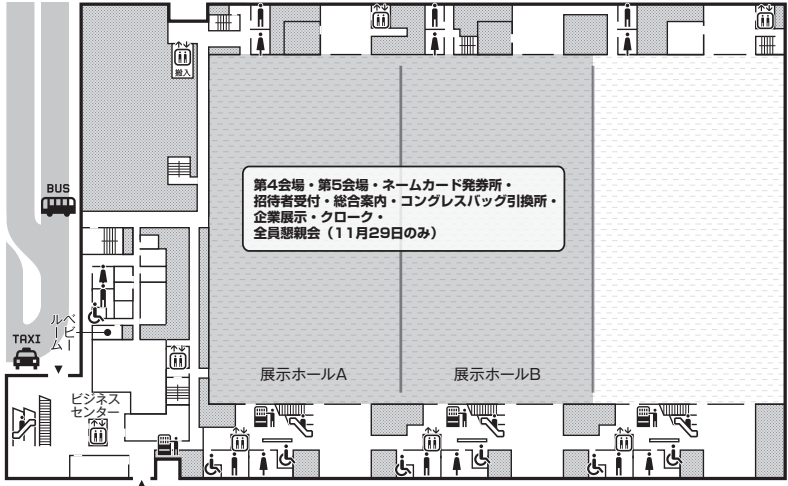 搬入
BUS
第4会場・第5会場・ネームカード発券所・
招待者受付・総合案内・コングレスバッグ引換所・
企業展示・クローク・
全員懇親会（11月29日のみ）
ベビー
ルーム
TAXI
展示ホールA
展示ホールB
ビジネス
センター